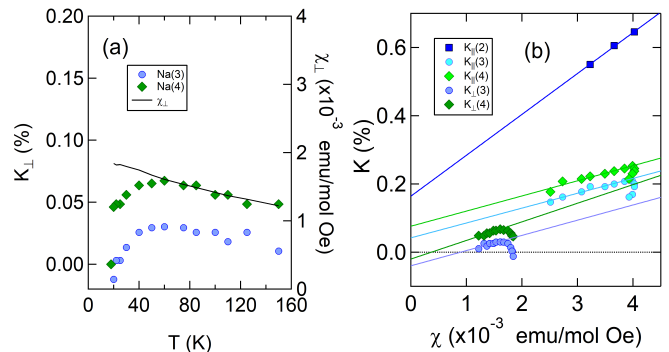 (a)
Na(3)
Na(4)
χ⊥
0.20
0.15
0.10
0.05
0.00
K⊥ (%)
0
40
80
120
160
T (K)
4
3
2
1
0
χ⊥ (x10⁻³ emu/mol Oe)
(b)
K∥(2)
K∥(3)
K∥(4)
K⊥(3)
K⊥(4)
0.6
0.4
0.2
0.0
K (%)
0
1
2
3
4
χ (x10⁻³ emu/mol Oe)